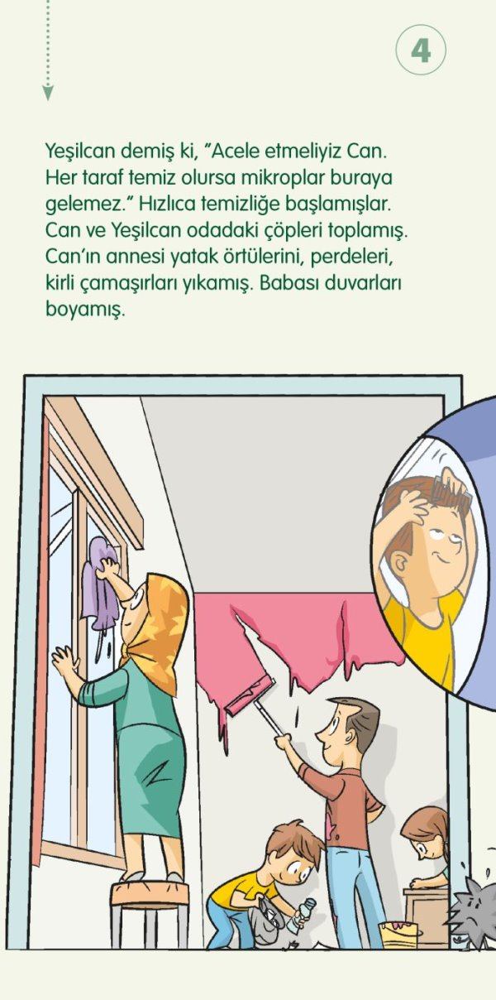 4
Yeşilcan demiş ki, “Acele etmeliyiz Can.
Her taraf temiz olursa mikroplar buraya
gelemez.” Hızlıca temizliğe başlamışlar.
Can ve Yeşilcan odadaki çöpleri toplamış.
Can’ın annesi yatak örtülerini, perdeleri,
kirli çamaşırları yıkamış. Babası duvarları
boyamış.